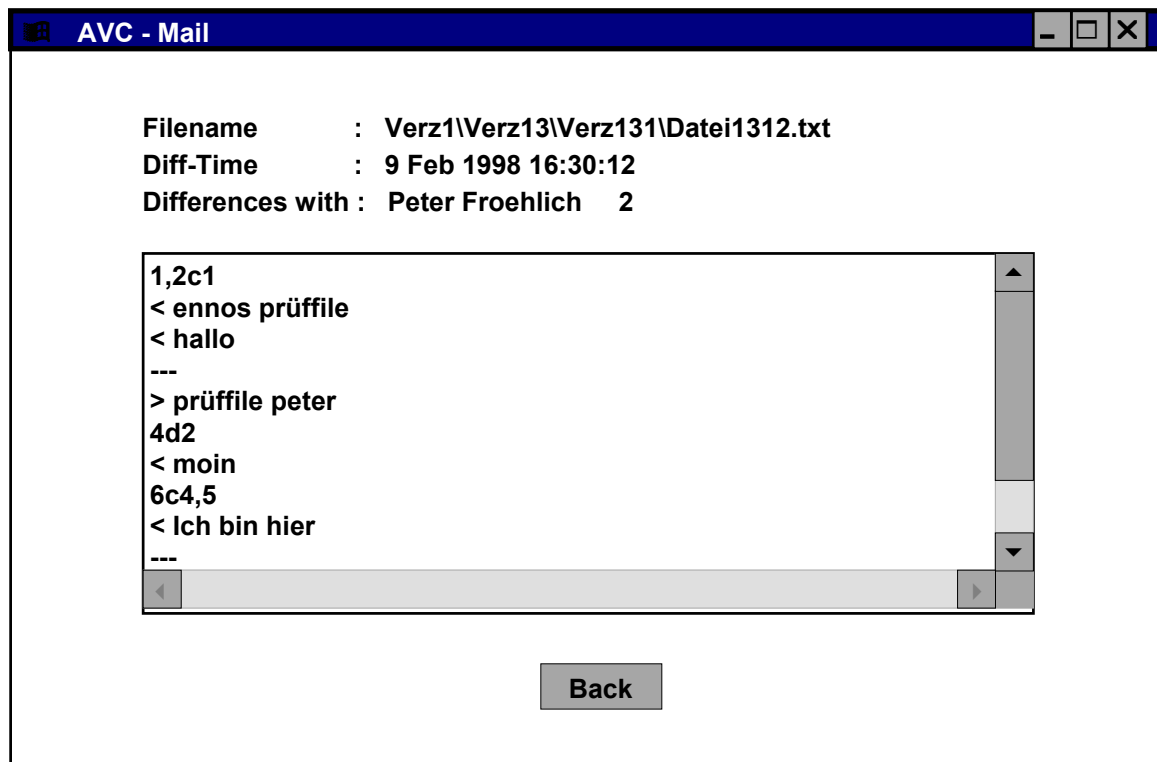 AVC - Mail
Filename : Verz1\Verz13\Verz131\Datei1312.txt
Diff-Time : 9 Feb 1998 16:30:12
Differences with : Peter Froehlich 2
1,2c1
< ennos prüffile
< hallo
---
> prüffile peter
4d2
< moin
6c4,5
< Ich bin hier
---
Back